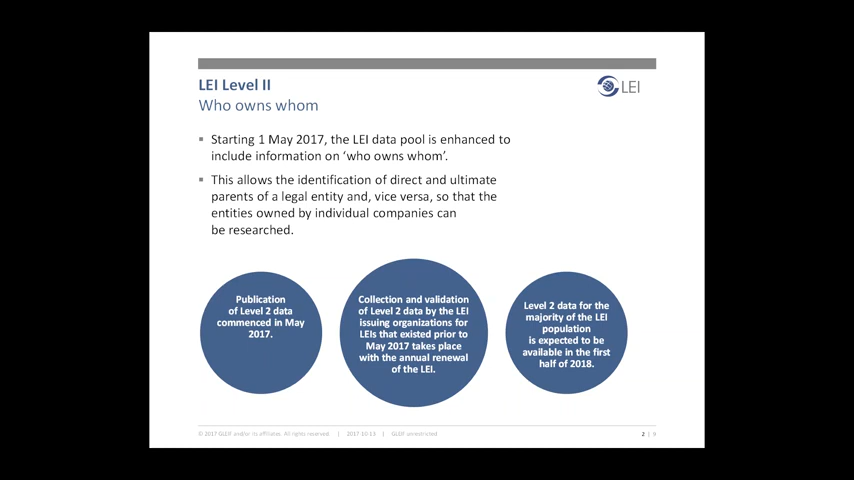 LEI Level II
LEI
Who owns whom
▪ Starting 1 May 2017, the LEI data pool is enhanced to
include information on ‘who owns whom’.
▪ This allows the identification of direct and ultimate
parents of a legal entity and, vice versa, so that the
entities owned by individual companies can
be researched.
Publication
of Level 2 data
commenced in May
2017.
Collection and validation
of Level 2 data by the LEI
issuing organizations for
LEIs that existed prior to
May 2017 takes place
with the annual renewal
of the LEI.
Level 2 data for the
majority of the LEI
population
is expected to be
available in the first
half of 2018.
© 2017 GLEIF and/or its affiliates. All rights reserved | 2017-10-13 | GLEIF unrestricted
2 | 9